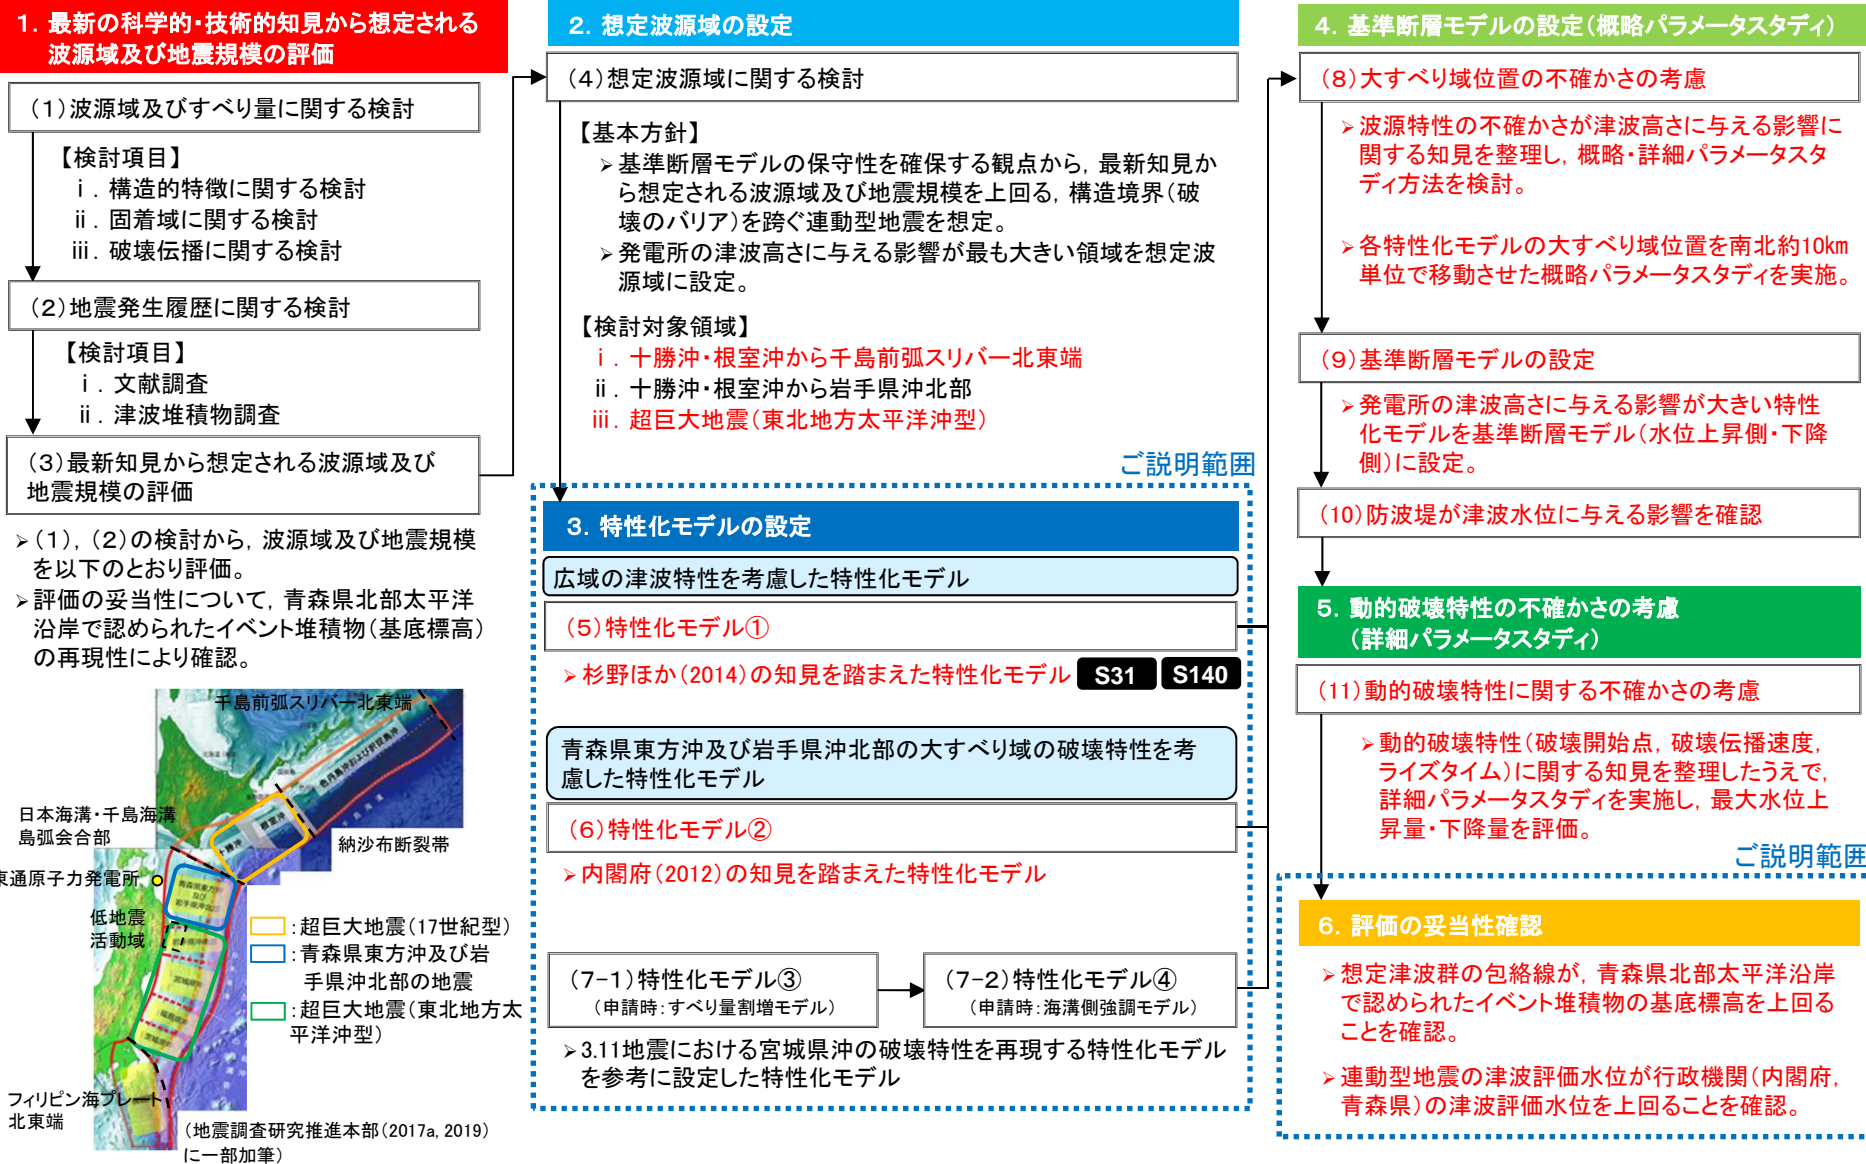 1. 最新の科学的・技術的知見から想定される
波源域及び地震規模の評価
(1)波源域及びすべり量に関する検討
【検討項目】
ⅰ. 構造的特徴に関する検討
ⅱ. 固着域に関する検討
ⅲ. 破壊伝播に関する検討
(2)地震発生履歴に関する検討
【検討項目】
ⅰ. 文献調査
ⅱ. 津波堆積物調査
(3)最新知見から想定される波源域及び
地震規模の評価
➢(1), (2)の検討から, 波源域及び地震規模
を以下のとおり評価。
➢評価の妥当性について, 青森県北部太平洋
沿岸で認められたイベント堆積物(基底標高)
の再現性により確認。
千島前弧スリバー北東端
色丹島沖および択捉島沖
根室沖
十勝沖
日本海溝・千島海溝
島弧会合部
納沙布断裂帯
東通原子力発電所
青森県東方沖
及び
岩手県沖北部
低地震
活動域
岩手県沖南部
宮城県沖
福島県沖
茨城県沖
:超巨大地震(17世紀型)
:青森県東方沖及び岩
手県沖北部の地震
:超巨大地震(東北地方太
平洋沖型)
フィリピン海プレート
北東端
(地震調査研究推進本部(2017a, 2019)
に一部加筆)
2. 想定波源域の設定
(4)想定波源域に関する検討
【基本方針】
➢基準断層モデルの保守性を確保する観点から, 最新知見か
ら想定される波源域及び地震規模を上回る, 構造境界(破
壊のバリア)を跨ぐ連動型地震を想定。
➢発電所の津波高さに与える影響が最も大きい領域を想定波
源域に設定。
【検討対象領域】
ⅰ. 十勝沖・根室沖から千島前弧スリバー北東端
ⅱ. 十勝沖・根室沖から岩手県沖北部
ⅲ. 超巨大地震(東北地方太平洋沖型)
ご説明範囲
3. 特性化モデルの設定
広域の津波特性を考慮した特性化モデル
(5)特性化モデル①
➢杉野ほか(2014)の知見を踏まえた特性化モデル S31 S140
青森県東方沖及び岩手県沖北部の大すべり域の破壊特性を考
慮した特性化モデル
(6)特性化モデル②
➢内閣府(2012)の知見を踏まえた特性化モデル
(7-1)特性化モデル③
(申請時:すべり量割増モデル)
(7-2)特性化モデル④
(申請時:海溝側強調モデル)
➢3.11地震における宮城県沖の破壊特性を再現する特性化モデル
を参考に設定した特性化モデル
4. 基準断層モデルの設定(概略パラメータスタディ)
(8)大すべり域位置の不確かさの考慮
➢波源特性の不確かさが津波高さに与える影響に
関する知見を整理し, 概略・詳細パラメータスタ
ディ方法を検討。
➢各特性化モデルの大すべり域位置を南北約10km
単位で移動させた概略パラメータスタディを実施。
(9)基準断層モデルの設定
➢発電所の津波高さに与える影響が大きい特性
化モデルを基準断層モデル(水位上昇側・下降
側)に設定。
(10)防波堤が津波水位に与える影響を確認
5. 動的破壊特性の不確かさの考慮
(詳細パラメータスタディ)
(11)動的破壊特性に関する不確かさの考慮
➢動的破壊特性(破壊開始点, 破壊伝播速度,
ライズタイム)に関する知見を整理したうえで,
詳細パラメータスタディを実施し, 最大水位上
昇量・下降量を評価。
ご説明範囲
6. 評価の妥当性確認
➢想定津波群の包絡線が, 青森県北部太平洋沿岸
で認められたイベント堆積物の基底標高を上回る
ことを確認。
➢連動型地震の津波評価水位が行政機関(内閣府,
青森県)の津波評価水位を上回ることを確認。